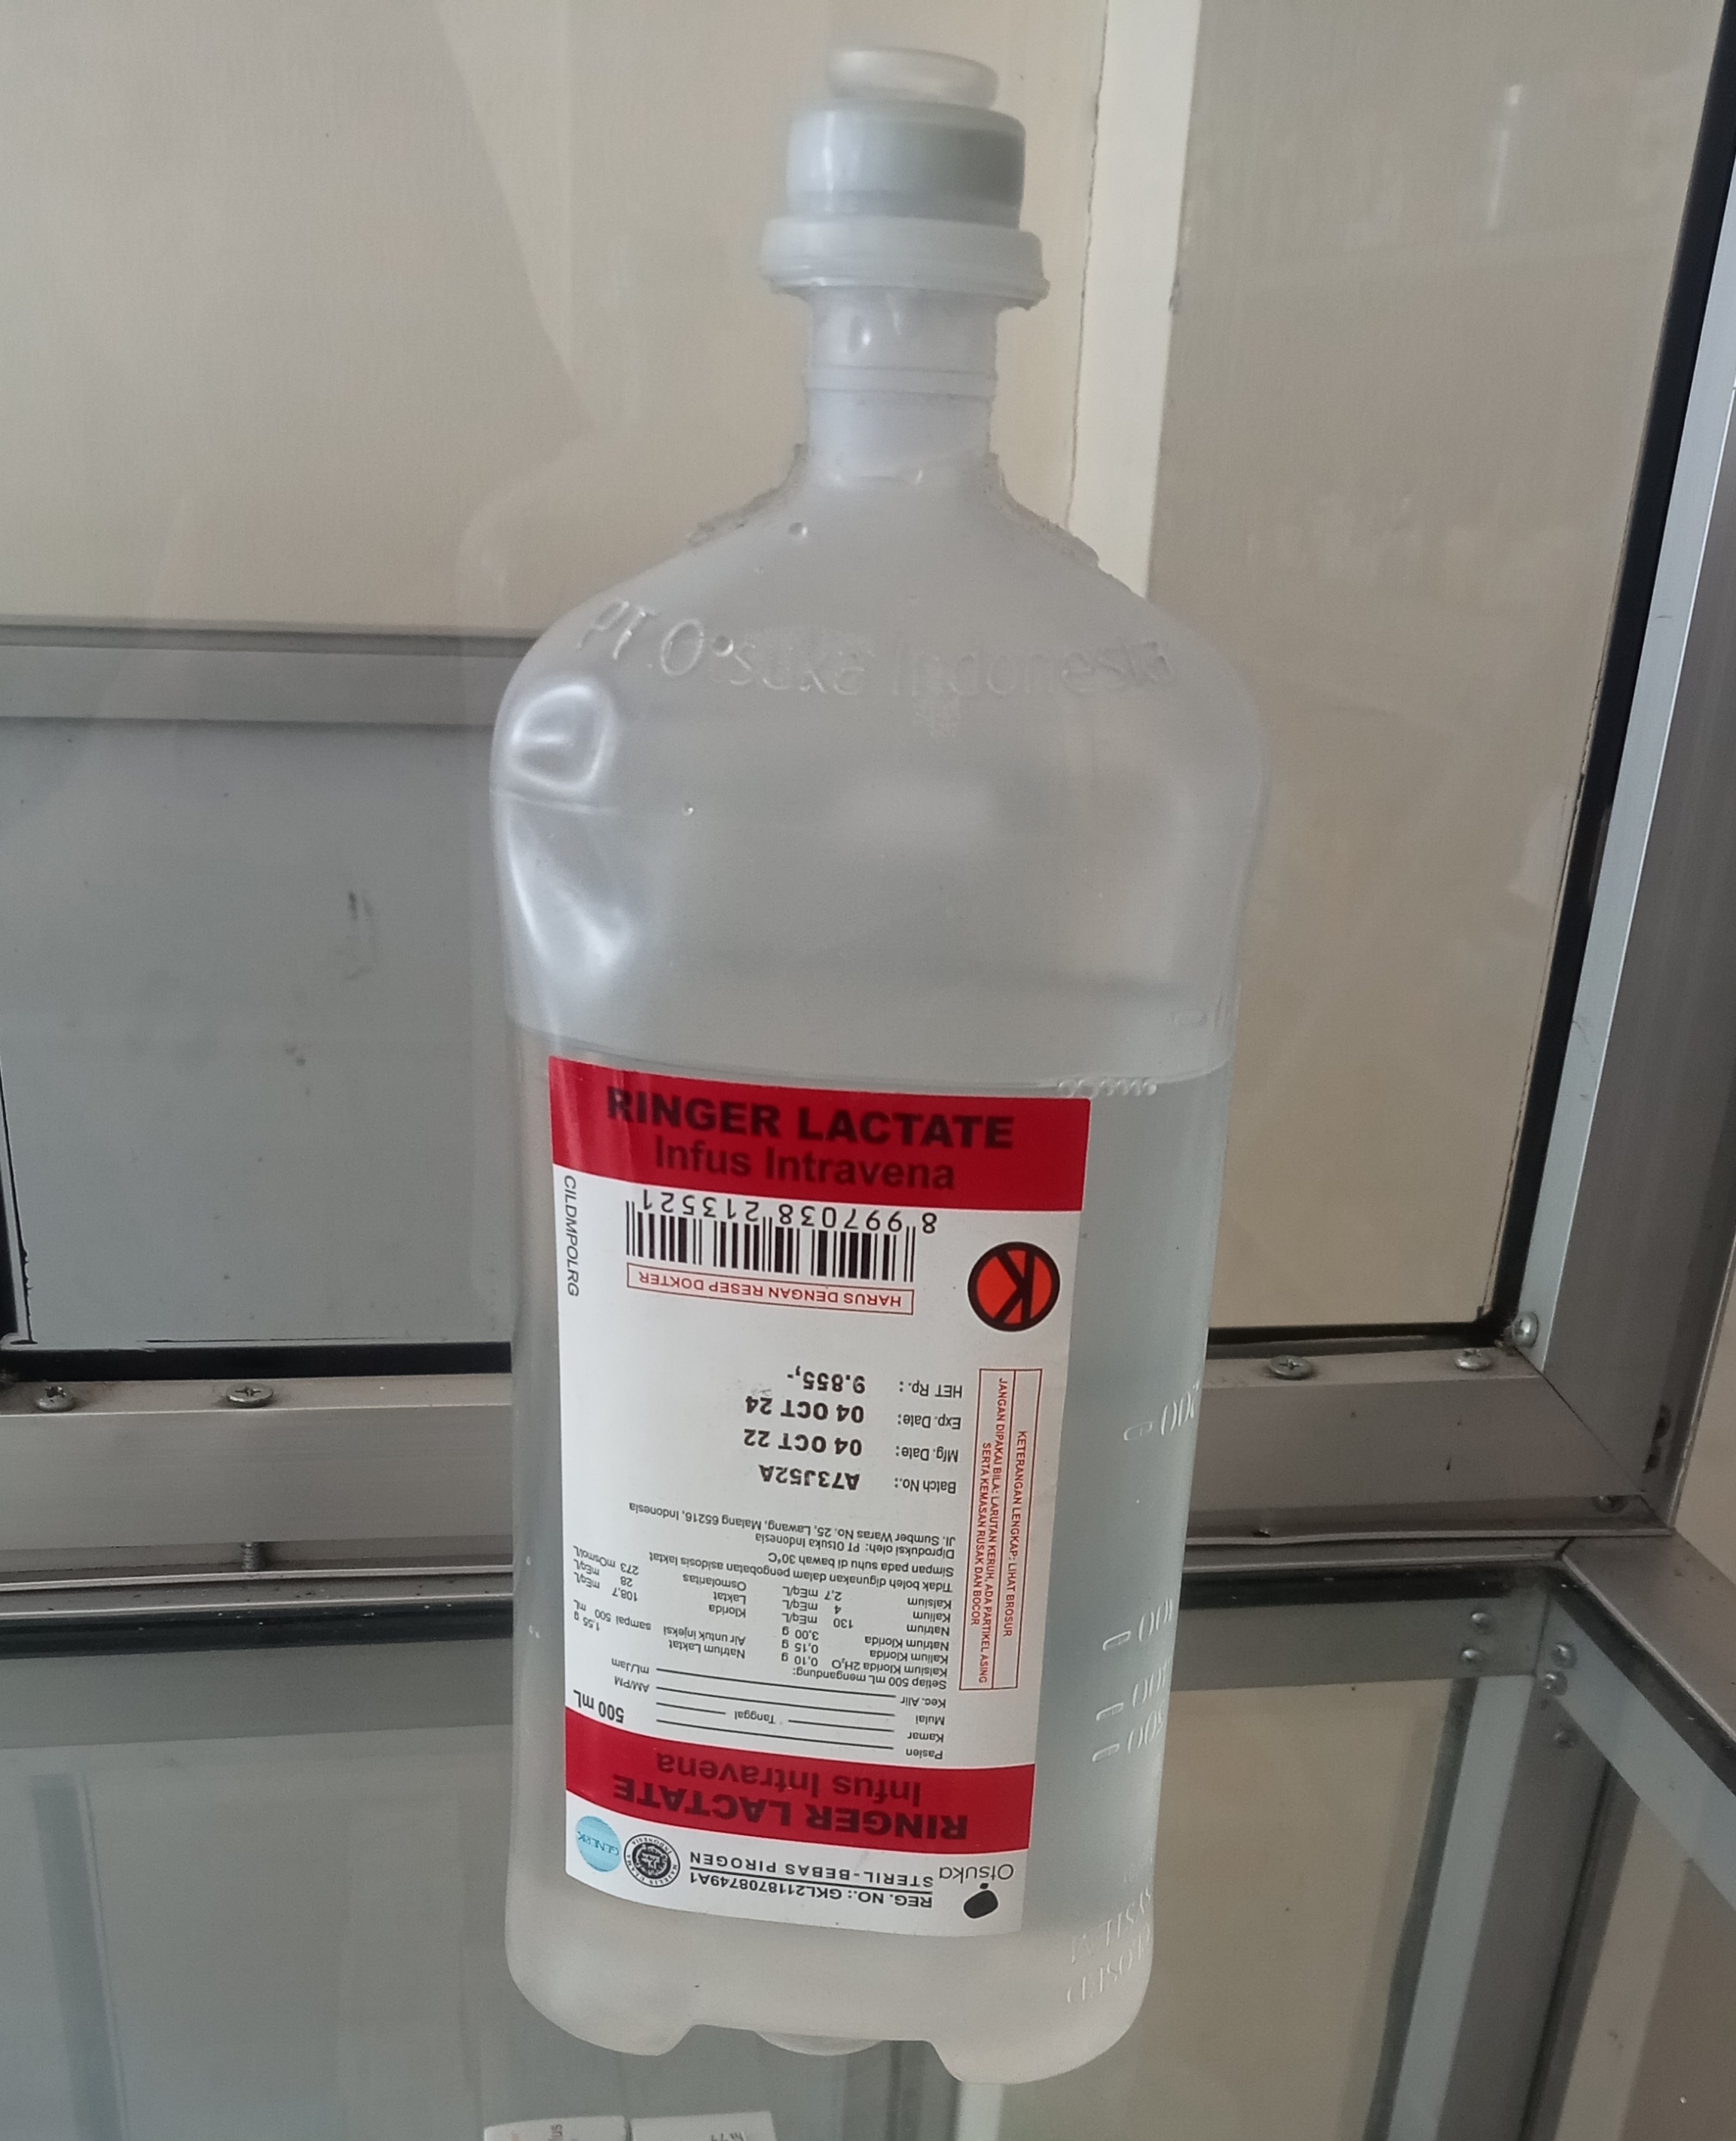 PT. Otsuka Indonesia
RINGER LACTATE
Infus Intravena
CILDMPOLRG
REG. NO.: GKL2118708749A1
STERIL-BEBAS PIROGEN
Otsuka
GENERIK
RINGER LACTATE
Infus Intravena
500 mL
Pasien
Kamar
Mulai Tanggal AM/PM
Kec. Alir mL/Jam
Setiap 500 mL mengandung:
Kalsium Klorida 2H₂O 0,10 g Natrium Laktat 1,55 g
Kalium Klorida 0,15 g Air untuk injeksi sampai 500 mL
Natrium Klorida 3,00 g
Natrium 130 mEq/L Klorida 108,7 mEq/L
Kalium 4 mEq/L Laktat 28 mEq/L
Kalsium 2,7 mEq/L Osmolaritas 273 mOsmol/L
Tidak boleh digunakan dalam pengobatan asidosis laktat
Simpan pada suhu di bawah 30°C
Diproduksi oleh: PT Otsuka Indonesia
Jl. Sumber Waras No. 25, Lawang, Malang 65216, Indonesia
Batch No.: A73J52A
Mfg. Date: 04 OCT 22
Exp. Date: 04 OCT 24
HET Rp.: 9.855,-
KETERANGAN LENGKAP: LIHAT BROSUR
JANGAN DIPAKAI BILA: LARUTAN KERUH, ADA PARTIKEL ASING
SERTA KEMASAN RUSAK DAN BOCOR
K
HARUS DENGAN RESEP DOKTER
8 997038 213521